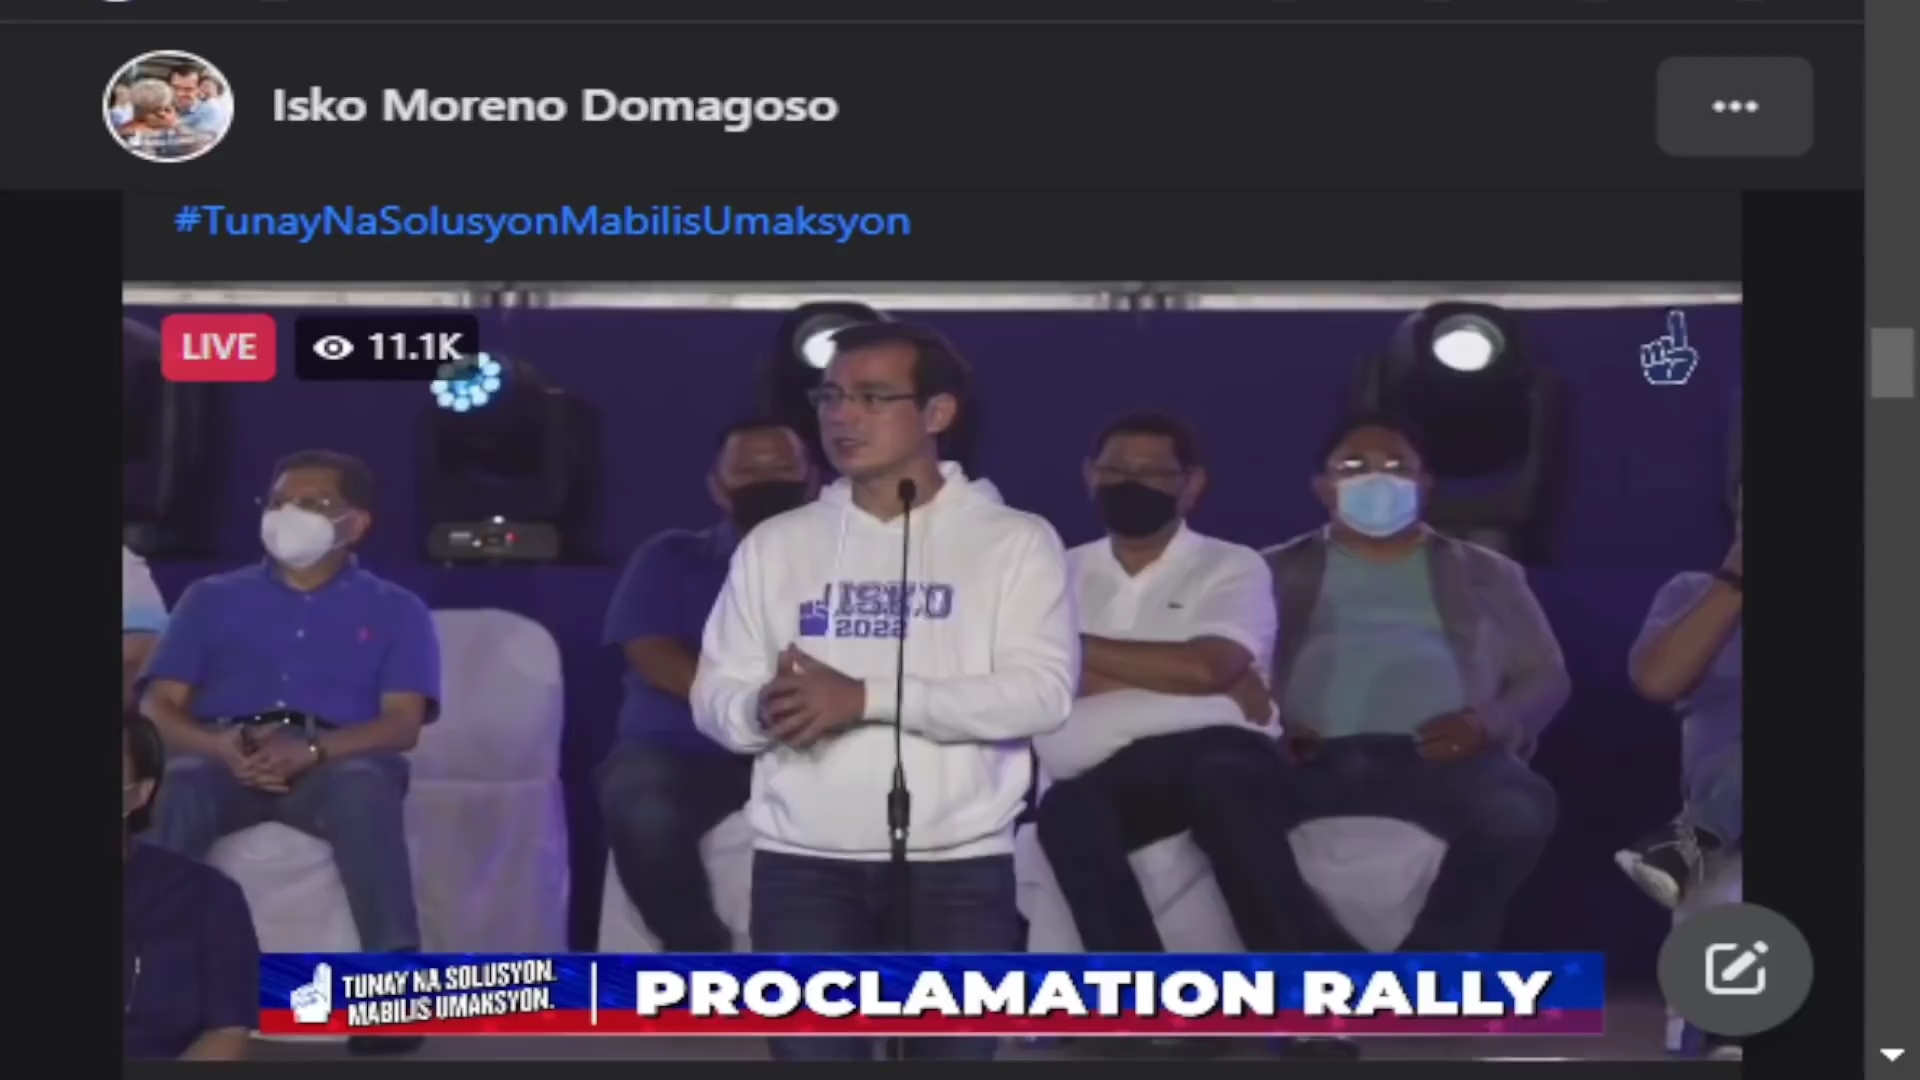 Isko Moreno Domagoso
#TunayNaSolusyonMabilisUmaksyon
LIVE
11.1K
ISKO
2022
TUNAY NA SOLUSYON.
MABILIS UMAKSYON.
PROCLAMATION RALLY